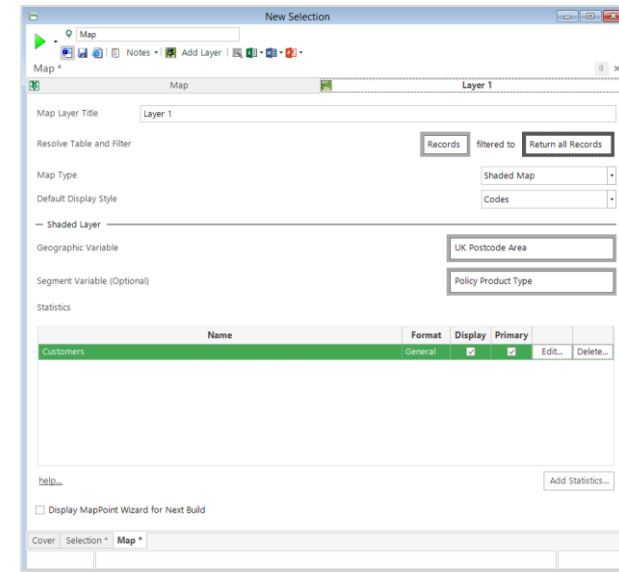 New Selection
Map
Notes Add Layer
Map *
Map Layer 1
Map Layer Title Layer 1
Resolve Table and Filter Records filtered to Return all Records
Map Type Shaded Map
Default Display Style Codes
Shaded Layer
Geographic Variable UK Postcode Area
Segment Variable (Optional) Policy Product Type
Statistics
Name Format Display Primary
Customers General Edit... Delete...
help... Add Statistics...
Display MapPoint Wizard for Next Build
Cover Selection * Map *